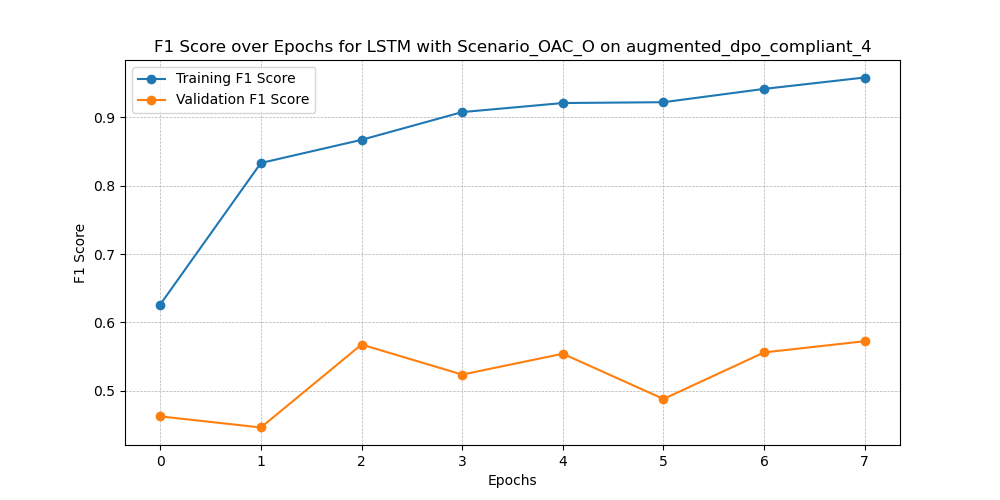 F1 Score over Epochs for LSTM with Scenario_OAC_O on augmented_dpo_compliant_4
Training F1 Score
Validation F1 Score
F1 Score
0.9
0.8
0.7
0.6
0.5
0 1 2 3 4 5 6 7
Epochs